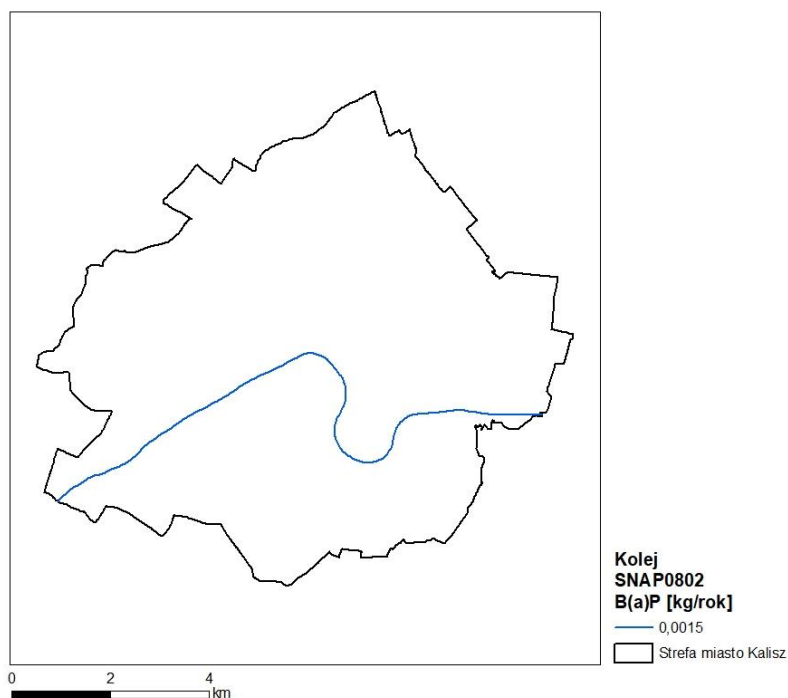 Kolej
SNAP0802
B(a)P [kg/rok]
0,0015
Strefa miasto Kalisz
0 2 4
km